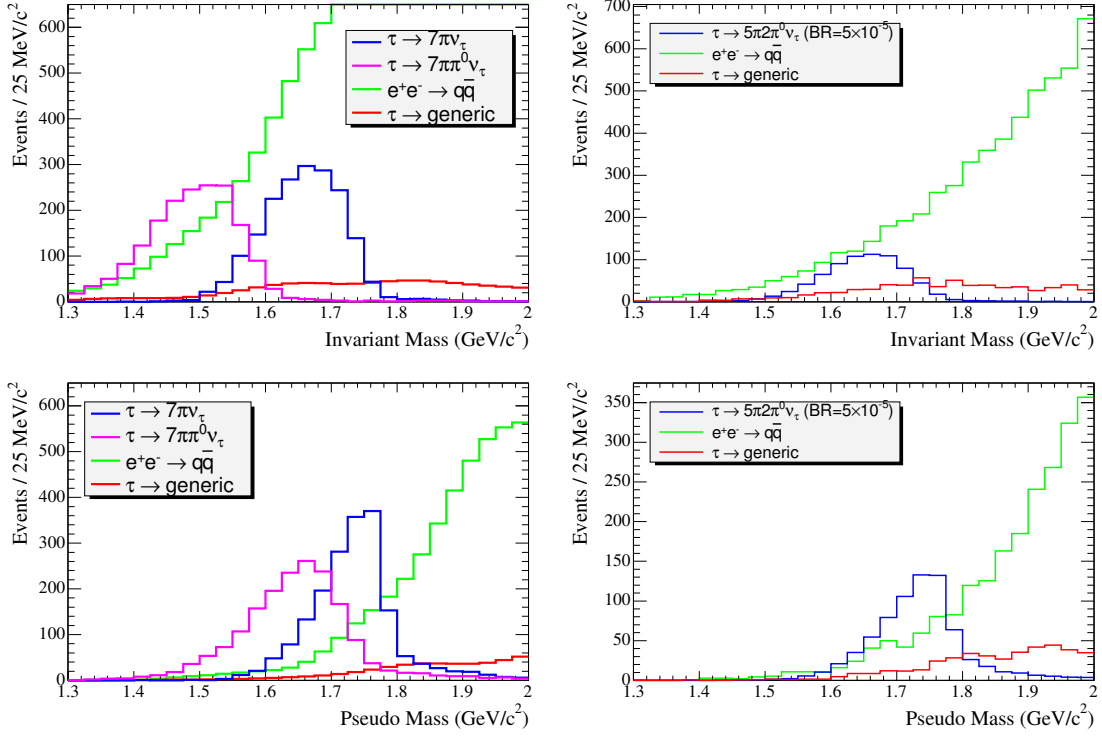 Events / 25 MeV/c²
600
500
400
300
200
100
0
τ → 7πν_τ
τ → 7ππ⁰ν_τ
e⁺e⁻ → qq̅
τ → generic
1.3 1.4 1.5 1.6 1.7 1.8 1.9 2
Invariant Mass (GeV/c²)
Events / 25 MeV/c²
700
600
500
400
300
200
100
0
τ → 5π2π⁰ν_τ (BR=5×10⁻⁵)
e⁺e⁻ → qq̅
τ → generic
1.3 1.4 1.5 1.6 1.7 1.8 1.9 2
Invariant Mass (GeV/c²)
Events / 25 MeV/c²
600
500
400
300
200
100
0
τ → 7πν_τ
τ → 7ππ⁰ν_τ
e⁺e⁻ → qq̅
τ → generic
1.3 1.4 1.5 1.6 1.7 1.8 1.9 2
Pseudo Mass (GeV/c²)
Events / 25 MeV/c²
350
300
250
200
150
100
50
0
τ → 5π2π⁰ν_τ (BR=5×10⁻⁵)
e⁺e⁻ → qq̅
τ → generic
1.3 1.4 1.5 1.6 1.7 1.8 1.9 2
Pseudo Mass (GeV/c²)